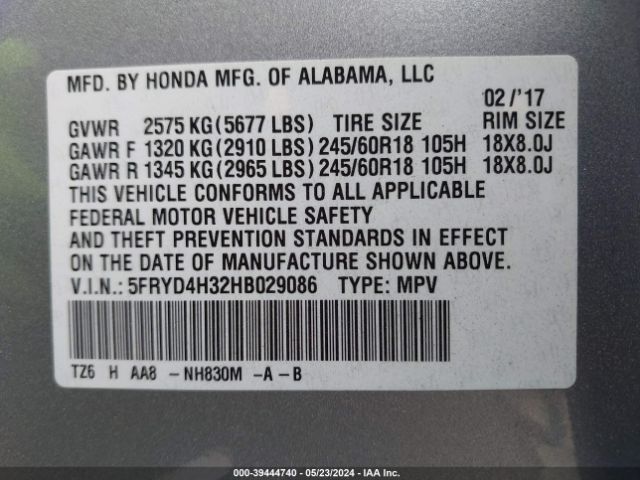 MFD. BY HONDA MFG. OF ALABAMA, LLC
02/'17
GVWR 2575 KG(5677 LBS) TIRE SIZE RIM SIZE
GAWR F 1320 KG(2910 LBS)245/60R18 105H 18X8.0J
GAWR R 1345 KG(2965 LBS)245/60R18 105H 18X8.0J
THIS VEHICLE CONFORMS TO ALL APPLICABLE
FEDERAL MOTOR VEHICLE SAFETY
AND THEFT PREVENTION STANDARDS IN EFFECT
ON THE DATE OF MANUFACTURE SHOWN ABOVE.
V.I.N.: 5FRYD4H32HB029086 TYPE: MPV
TZ6 H AA8 -NH830M -A-B
000-39444740 - 05/23/2024 - IAA Inc.